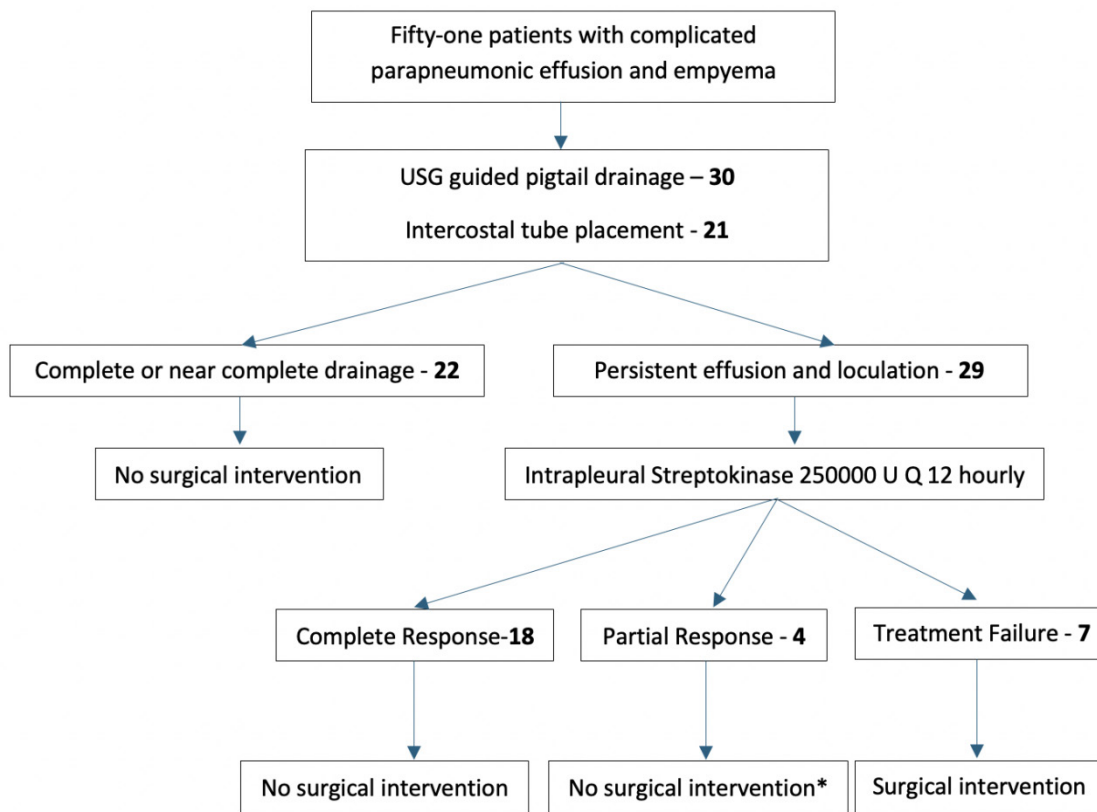 Fifty-one patients with complicated
parapneumonic effusion and empyema
USG guided pigtail drainage – 30
Intercostal tube placement - 21
Complete or near complete drainage - 22
Persistent effusion and loculation - 29
No surgical intervention
Intrapleural Streptokinase 250000 U Q 12 hourly
Complete Response-18
Partial Response - 4
Treatment Failure - 7
No surgical intervention
No surgical intervention*
Surgical intervention